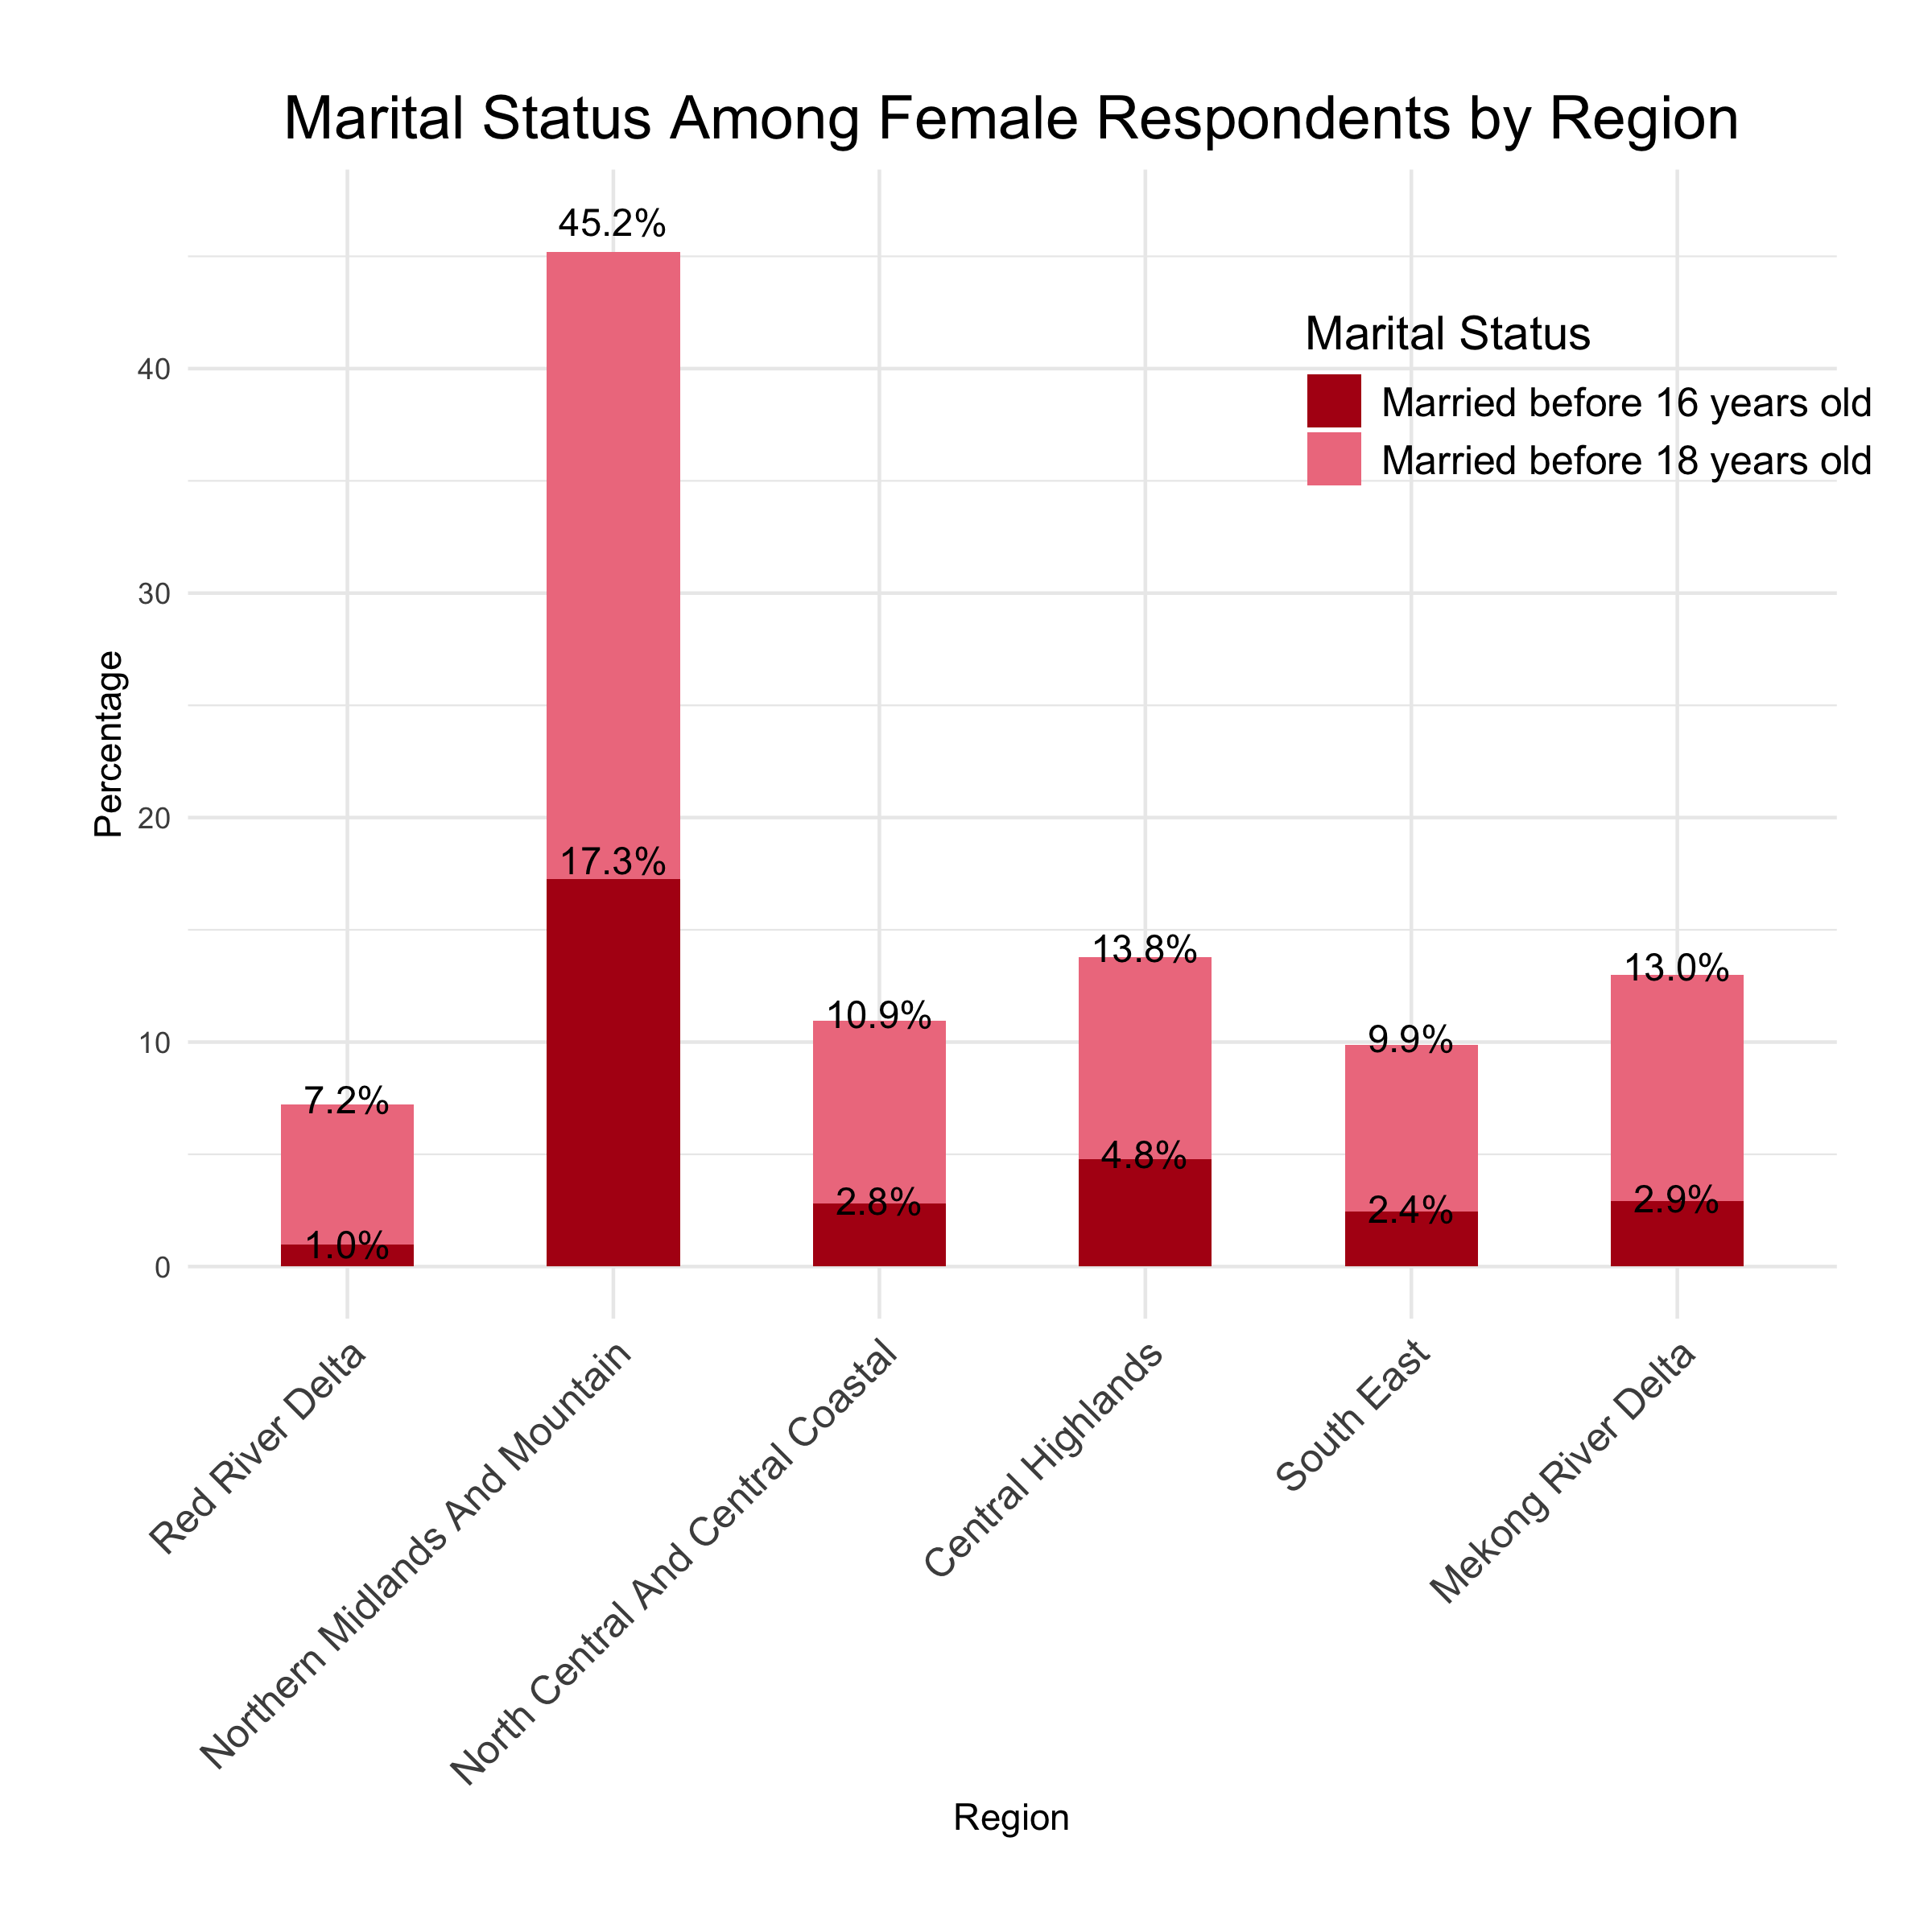 Marital Status Among Female Respondents by Region
45.2%
Marital Status
Married before 16 years old
Married before 18 years old
40
30
20
10
0
Percentage
17.3%
13.8%
13.0%
10.9%
9.9%
7.2%
4.8%
2.8%
2.4%
2.9%
1.0%
Red River Delta
Northern Midlands And Mountain
North Central And Central Coastal
Central Highlands
South East
Mekong River Delta
Region